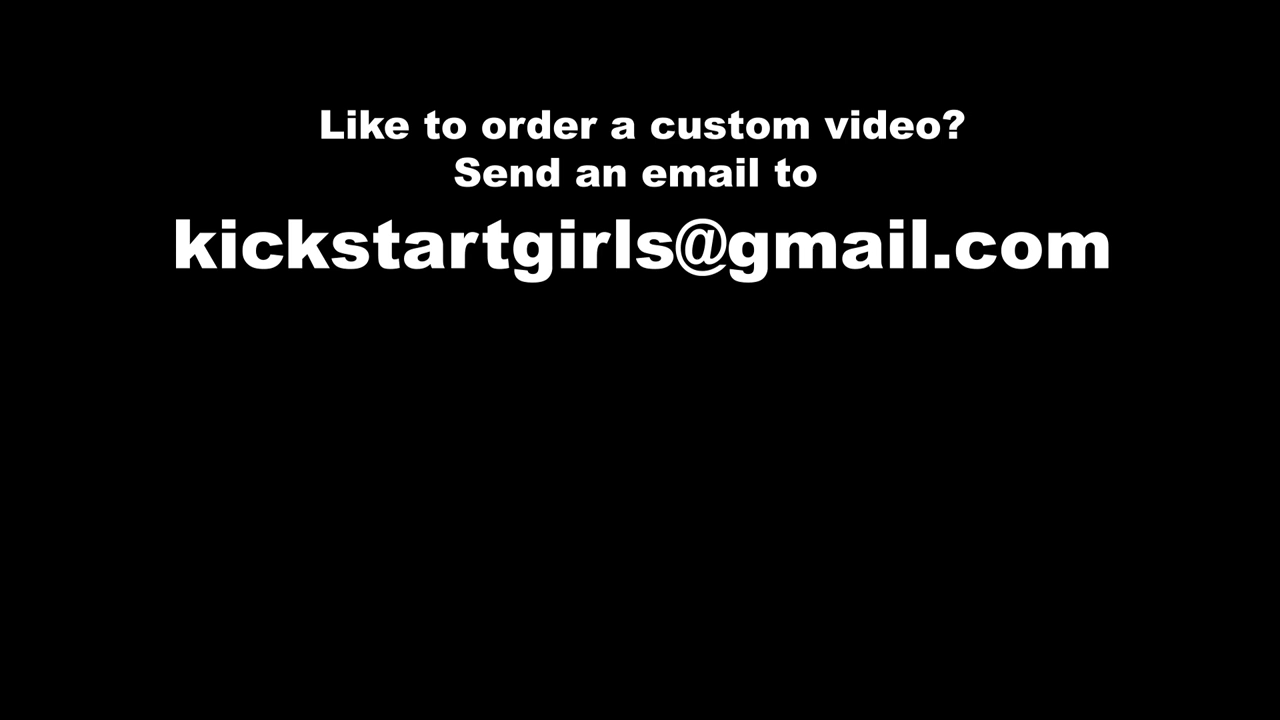 Like to order a custom video?
Send an email to
kickstartgirls@gmail.com